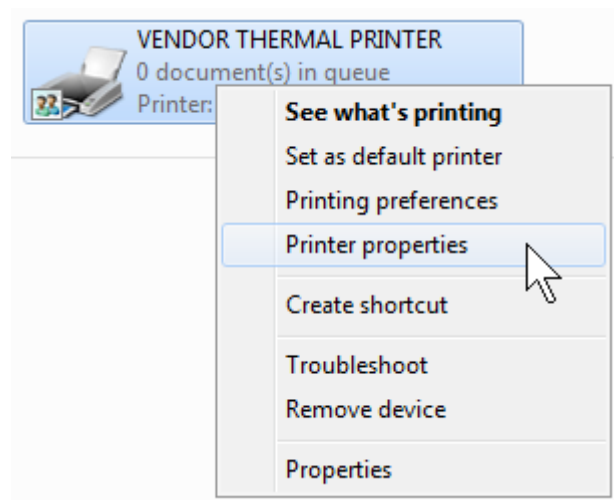 VENDOR THERMAL PRINTER
0 document(s) in queue
Printer:
See what's printing
Set as default printer
Printing preferences
Printer properties
Create shortcut
Troubleshoot
Remove device
Properties